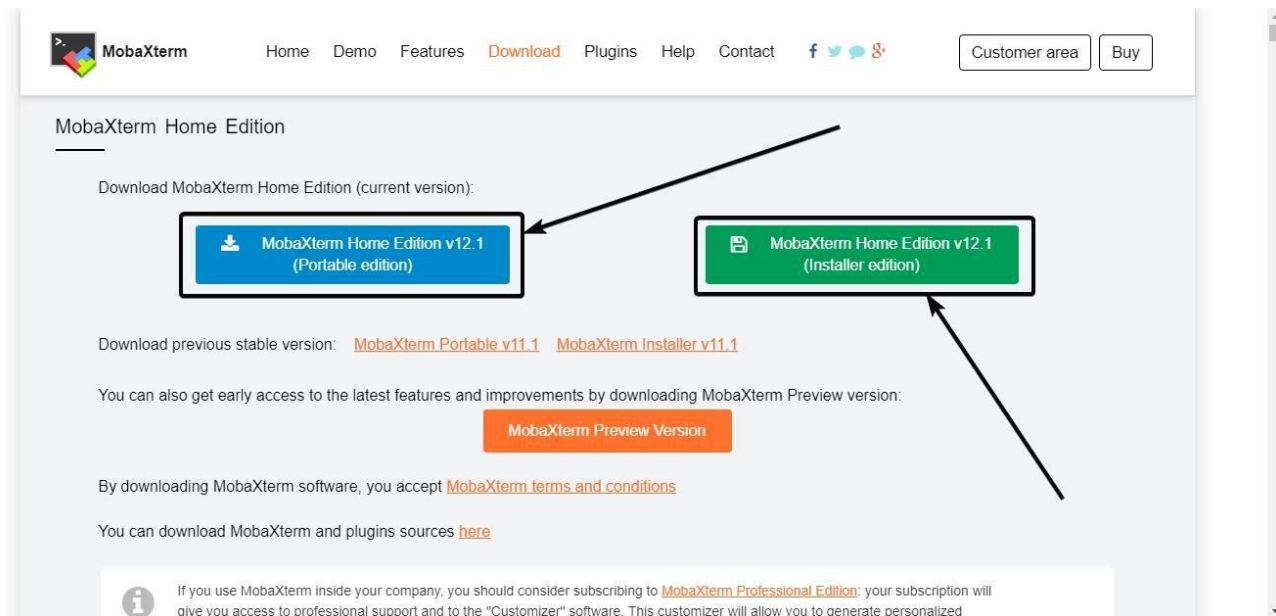 MobaXterm Home Demo Features Download Plugins Help Contact Customer area Buy
MobaXterm Home Edition
Download MobaXterm Home Edition (current version):
MobaXterm Home Edition v12.1
(Portable edition)
MobaXterm Home Edition v12.1
(Installer edition)
Download previous stable version: MobaXterm Portable v11.1 MobaXterm Installer v11.1
You can also get early access to the latest features and improvements by downloading MobaXterm Preview version:
MobaXterm Preview Version
By downloading MobaXterm software, you accept MobaXterm terms and conditions
You can download MobaXterm and plugins sources here
If you use MobaXterm inside your company, you should consider subscribing to MobaXterm Professional Edition: your subscription will
give you access to professional support and to the "Customizer" software. This customizer will allow you to generate personalized